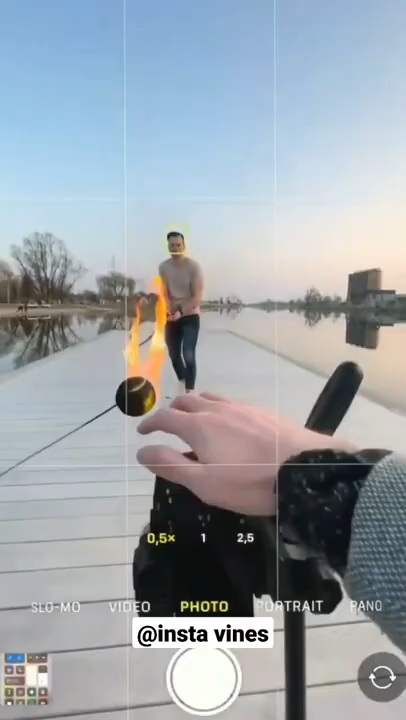 0,5×
1
2,5
SLO-MO
VIDEO
PHOTO
PORTRAIT
PANO
@insta vines